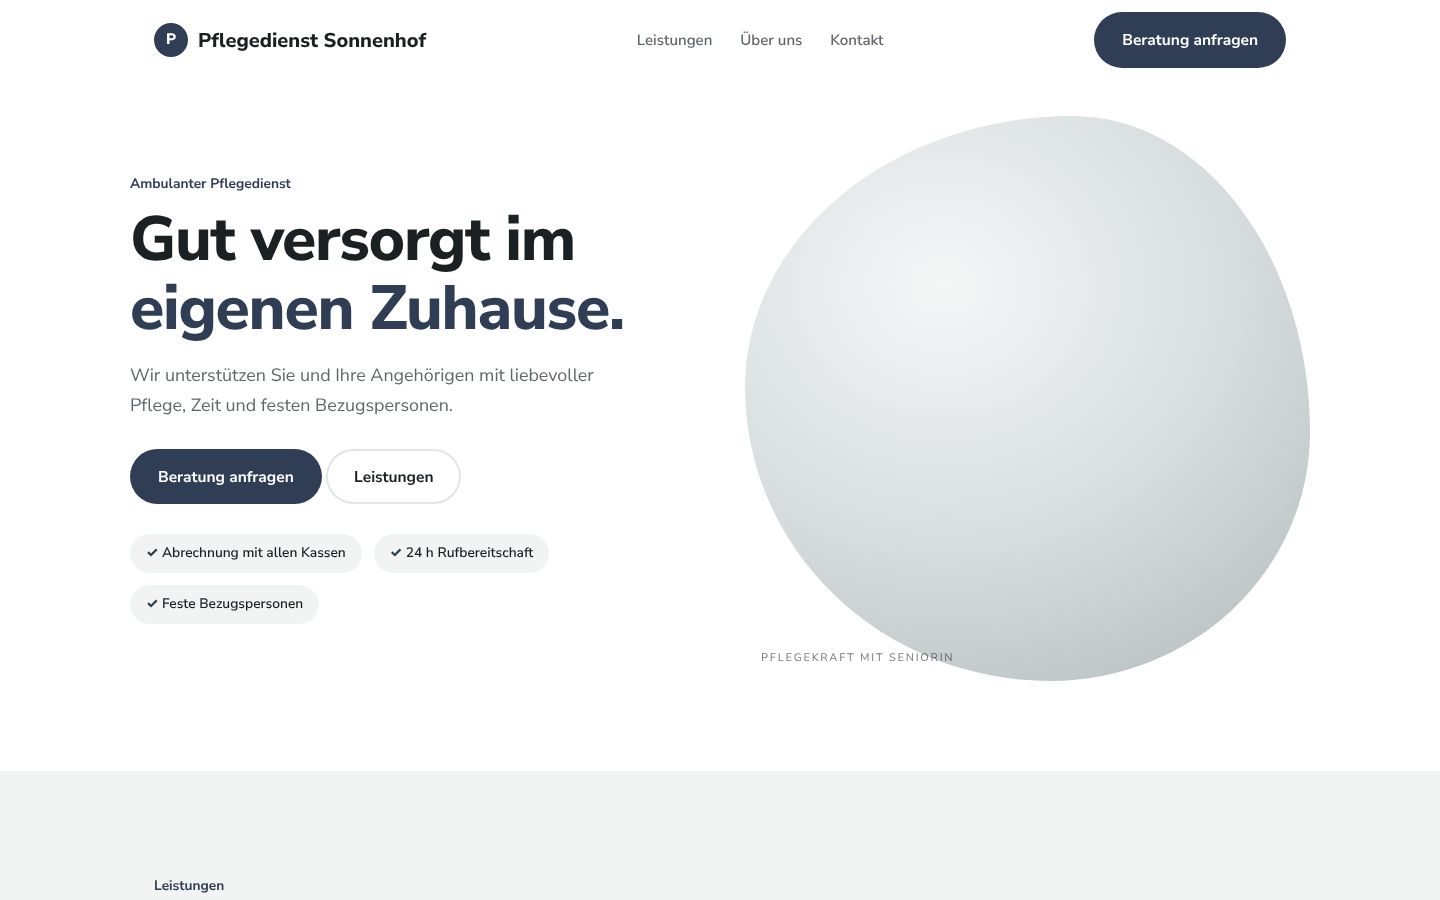 P Pflegedienst Sonnenhof
Leistungen Über uns Kontakt
Beratung anfragen
Ambulanter Pflegedienst
Gut versorgt im
eigenen Zuhause.
Wir unterstützen Sie und Ihre Angehörigen mit liebevoller
Pflege, Zeit und festen Bezugspersonen.
Beratung anfragen
Leistungen
✓ Abrechnung mit allen Kassen
✓ 24 h Rufbereitschaft
✓ Feste Bezugspersonen
PFLEGEKRAFT MIT SENIORIN
Leistungen